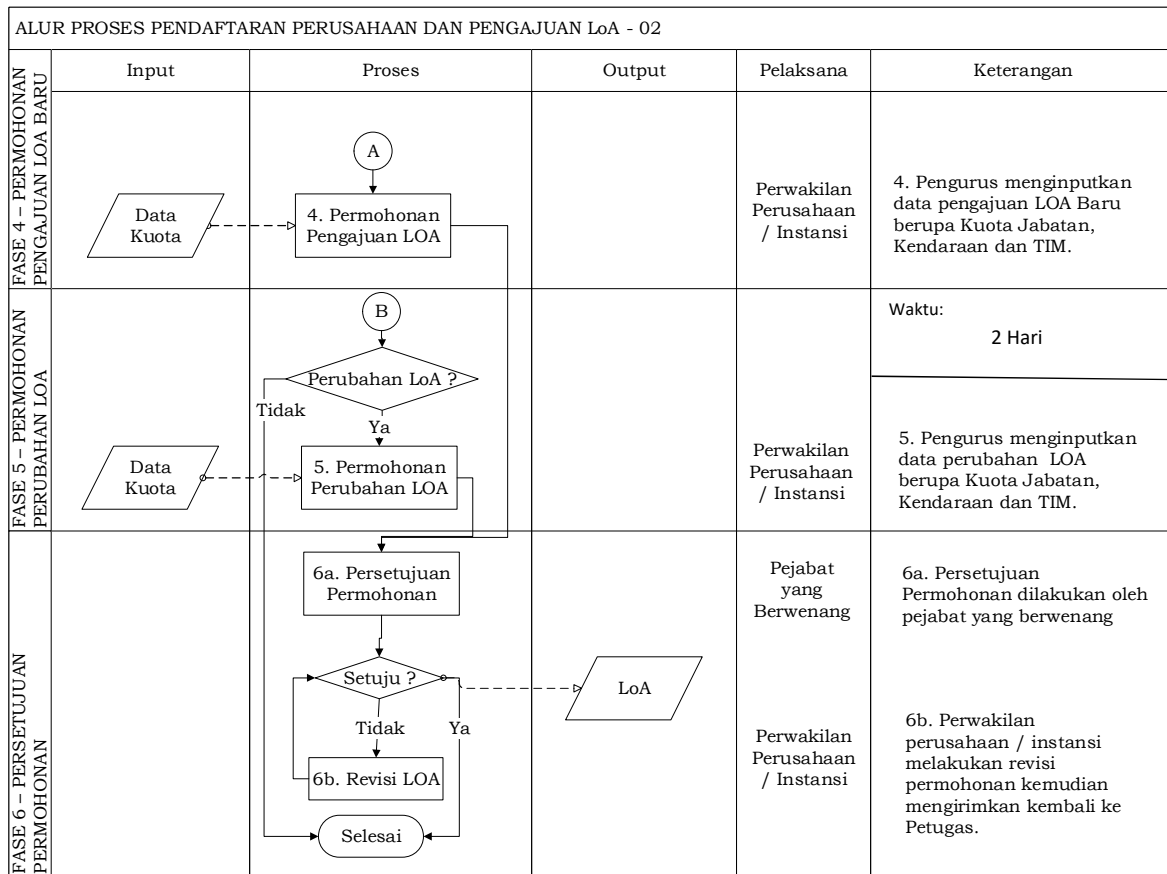 ALUR PROSES PENDAFTARAN PERUSAHAAN DAN PENGAJUAN LoA - 02
Input
Proses
Output
Pelaksana
Keterangan
FASE 4 – PERMOHONAN
PENGAJUAN LOA BARU
A
Data
Kuota
4. Permohonan
Pengajuan LOA
Perwakilan
Perusahaan
/ Instansi
4. Pengurus menginputkan
data pengajuan LOA Baru
berupa Kuota Jabatan,
Kendaraan dan TIM.
FASE 5 – PERMOHONAN
PERUBAHAN LOA
B
Perubahan LoA ?
Tidak
Ya
Data
Kuota
5. Permohonan
Perubahan LOA
Perwakilan
Perusahaan
/ Instansi
Waktu:
2 Hari
5. Pengurus menginputkan
data perubahan LOA
berupa Kuota Jabatan,
Kendaraan dan TIM.
FASE 6 – PERSETUJUAN
PERMOHONAN
6a. Persetujuan
Permohonan
Pejabat
yang
Berwenang
6a. Persetujuan
Permohonan dilakukan oleh
pejabat yang berwenang
Setuju ?
LoA
Tidak
Ya
6b. Revisi LOA
Selesai
Perwakilan
Perusahaan
/ Instansi
6b. Perwakilan
perusahaan / instansi
melakukan revisi
permohonan kemudian
mengirimkan kembali ke
Petugas.